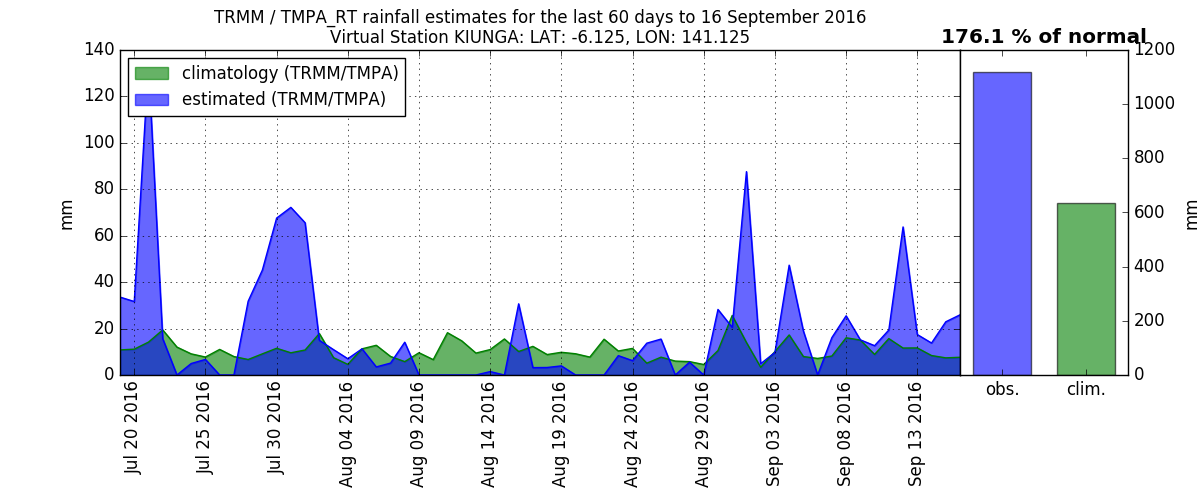 TRMM / TMPA_RT rainfall estimates for the last 60 days to 16 September 2016
Virtual Station KIUNGA: LAT: -6.125, LON: 141.125
176.1 % of normal
climatology (TRMM/TMPA)
estimated (TRMM/TMPA)
mm
140
120
100
80
60
40
20
0
Jul 20 2016
Jul 25 2016
Jul 30 2016
Aug 04 2016
Aug 09 2016
Aug 14 2016
Aug 19 2016
Aug 24 2016
Aug 29 2016
Sep 03 2016
Sep 08 2016
Sep 13 2016
obs.
clim.
1200
1000
800
600
400
200
0
mm